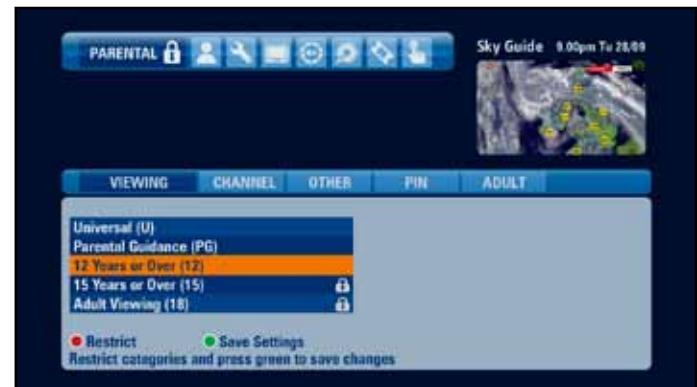 PARENTAL
Sky Guide 9.00pm Tu 28/09
VIEWING CHANNEL OTHER PIN ADULT
Universal (U)
Parental Guidance (PG)
12 Years or Over (12)
15 Years or Over (15)
Adult Viewing (18)
Restrict Save Settings
Restrict categories and press green to save changes